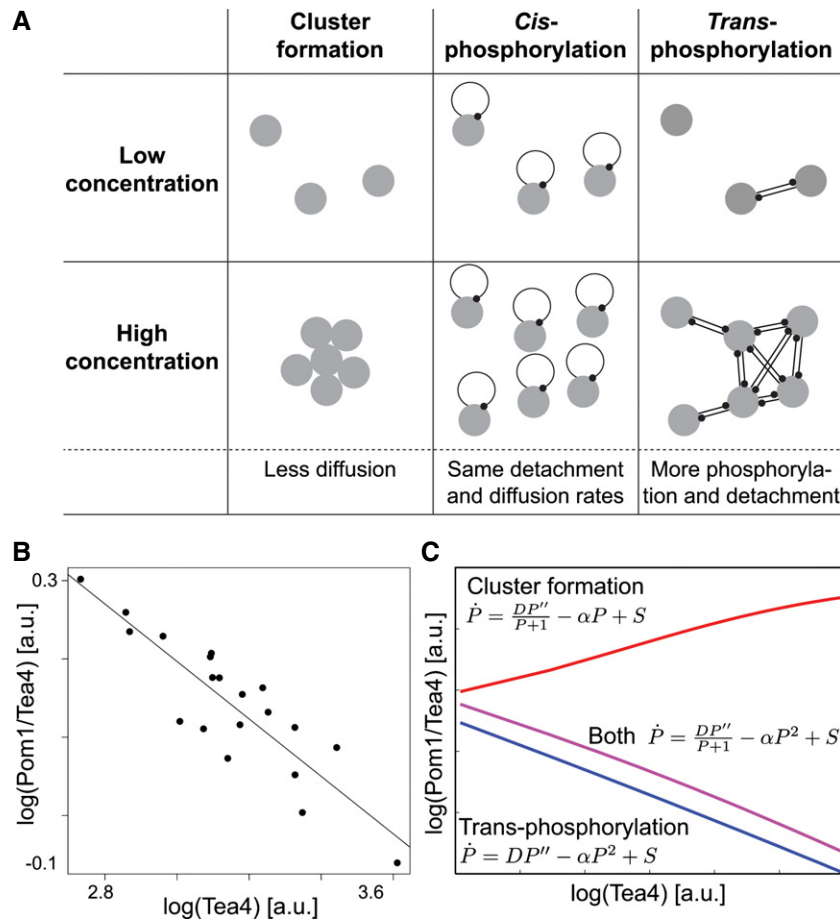 A
Cluster formation
Cis-phosphorylation
Trans-phosphorylation
Low concentration
High concentration
Less diffusion
Same detachment and diffusion rates
More phosphoryla-tion and detachment
B
0.3
-0.1
log(Pom1/Tea4) [a.u.]
2.8
3.6
log(Tea4) [a.u.]
C
log(Pom1/Tea4) [a.u.]
Cluster formation
Ṗ = DP''/P+1 − αP + S
Both Ṗ = DP''/P+1 − αP² + S
Trans-phosphorylation
Ṗ = DP'' − αP² + S
log(Tea4) [a.u.]